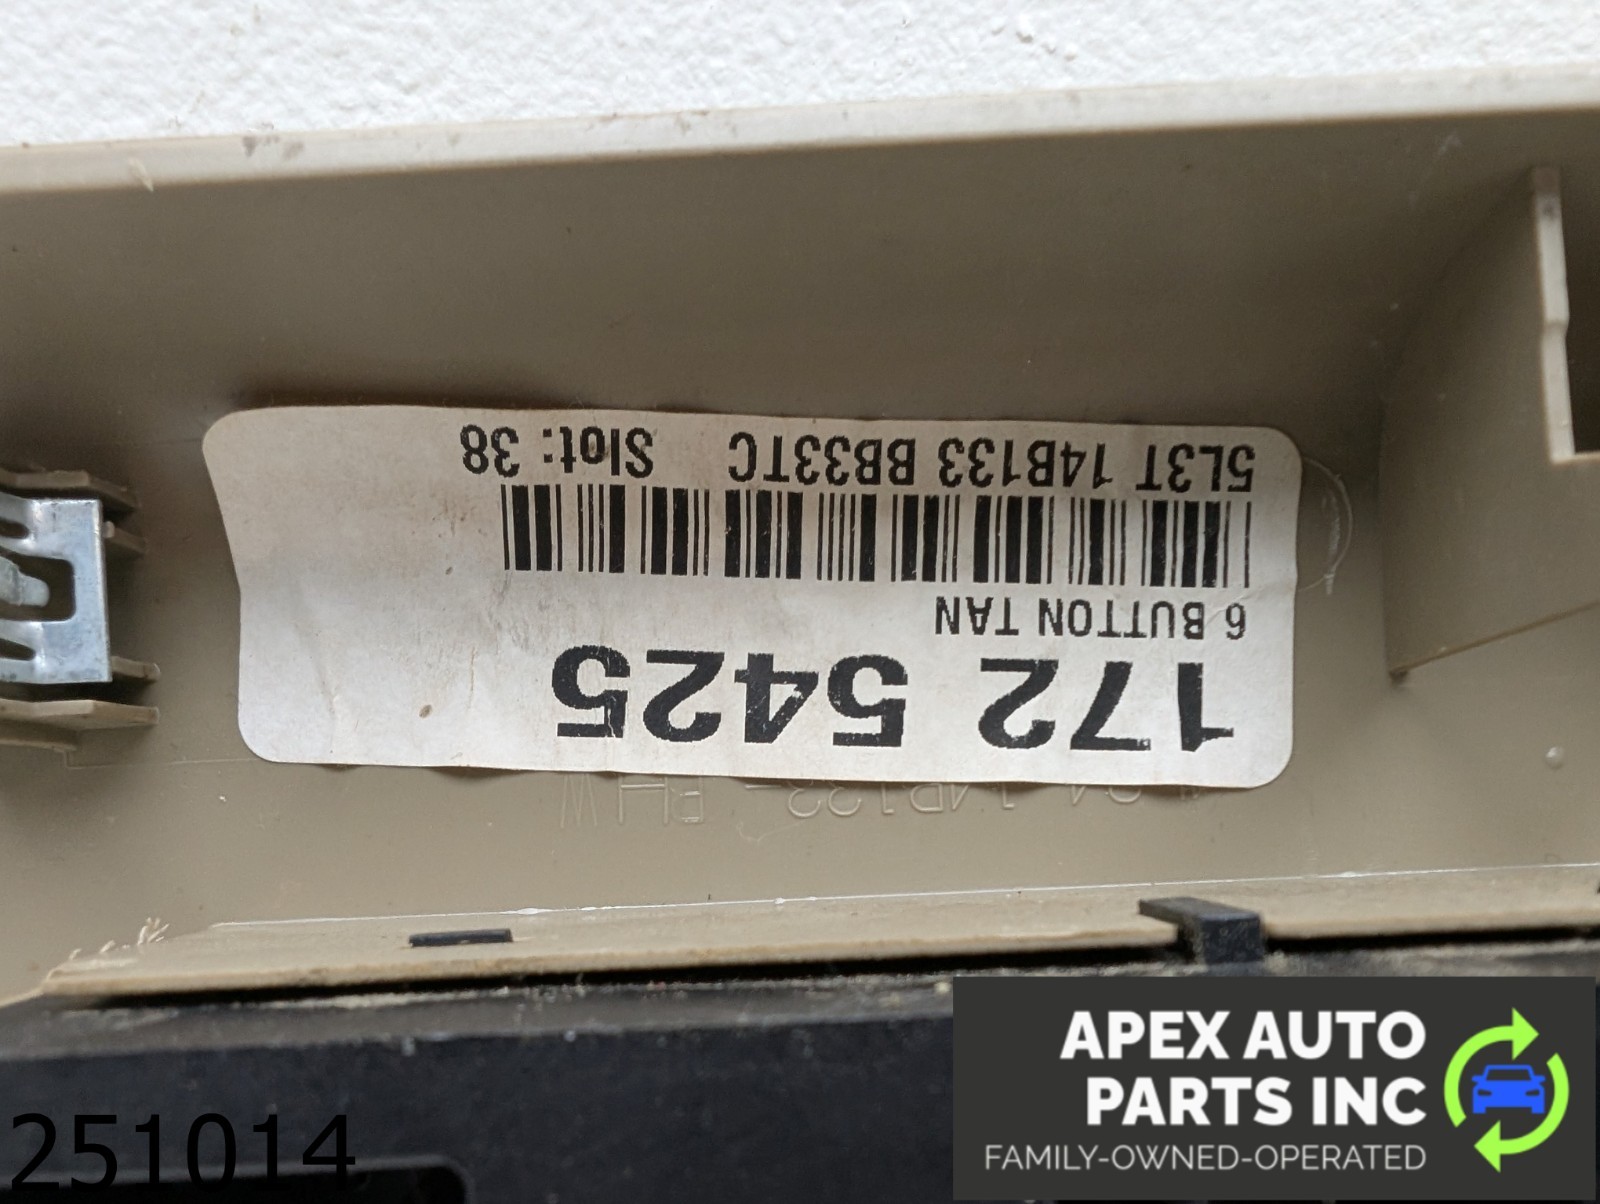 172 5425
6 BUTTON TAN
5L3T 14B133 BB33TC Slot: 38
APEX AUTO
PARTS INC
FAMILY-OWNED-OPERATED
251014